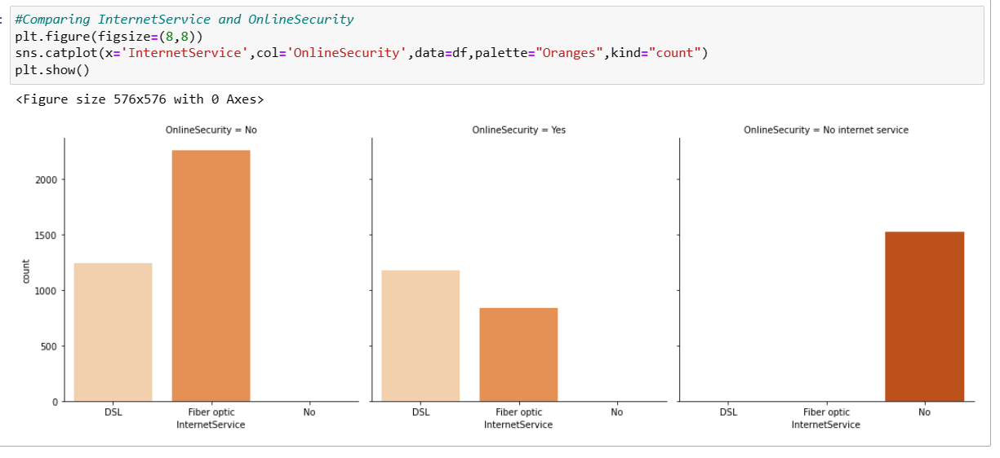 :
#Comparing InternetService and OnLineSecurity
plt.figure(figsize=(8,8))
sns.catplot(x='InternetService',col='OnlineSecurity',data=df,palette="Oranges",kind="count")
plt.show()
<Figure size 576x576 with 0 Axes>
OnlineSecurity = No
OnlineSecurity = Yes
OnlineSecurity = No internet service
count
2000
1500
1000
500
0
DSL Fiber optic No
InternetService
DSL Fiber optic No
InternetService
DSL Fiber optic No
InternetService